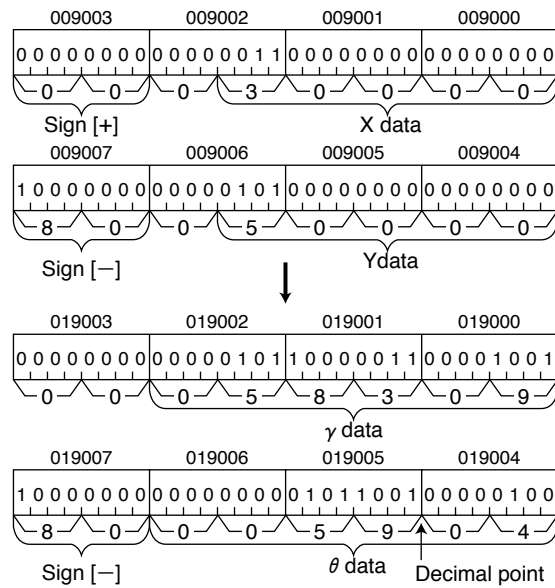 009003 009002 009001 009000
0 0 0 0 0 0 0 0 0 0 0 0 0 0 1 1 0 0 0 0 0 0 0 0 0 0 0 0 0 0 0 0
0 0 0 3 0 0 0 0
Sign [+] X data
009007 009006 009005 009004
1 0 0 0 0 0 0 0 0 0 0 0 0 1 0 1 0 0 0 0 0 0 0 0 0 0 0 0 0 0 0 0
8 0 0 5 0 0 0 0
Sign [−] Ydata
019003 019002 019001 019000
0 0 0 0 0 0 0 0 0 0 0 0 0 1 0 1 1 0 0 0 0 0 1 1 0 0 0 0 1 0 0 1
0 0 0 5 8 3 0 9
γ data
019007 019006 019005 019004
1 0 0 0 0 0 0 0 0 0 0 0 0 0 0 0 0 1 0 1 1 0 0 1 0 0 0 0 0 1 0 0
8 0 0 0 5 9 0 4
Sign [−] θ data Decimal point